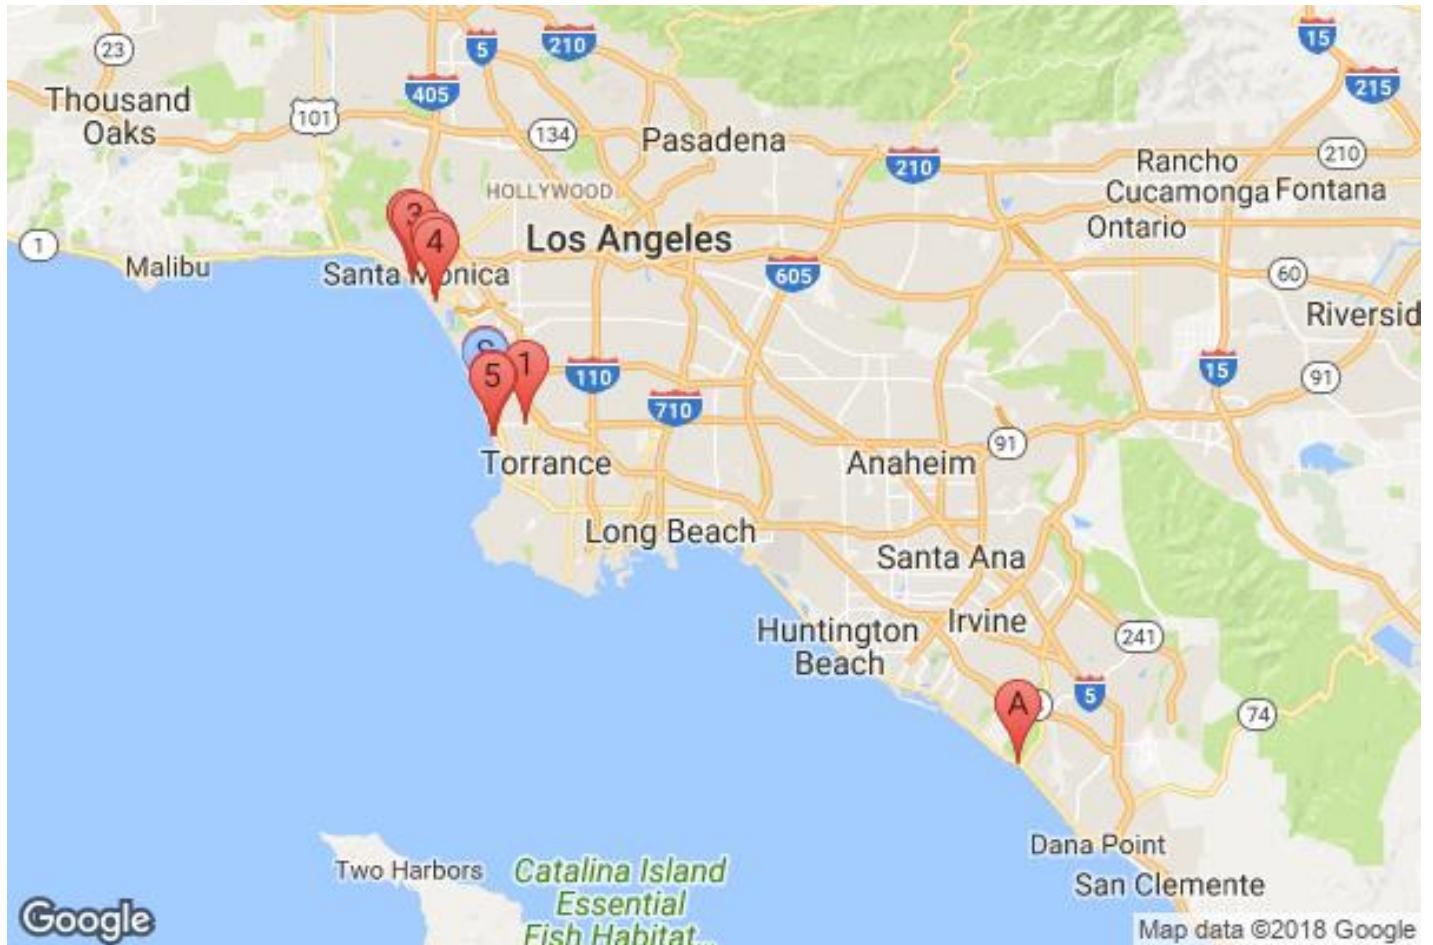 23
5
210
15
405
215
Thousand
Oaks
101
134
Pasadena
210
210
Rancho
Cucamonga
Fontana
HOLLYWOOD
3
Ontario
1
4
Los Angeles
Malibu
Santa Monica
605
60
Riversid
S
5
1
110
15
91
710
Torrance
Anaheim
91
Long Beach
Santa Ana
Huntington
Beach
Irvine
241
A
5
74
Dana Point
Two Harbors
Catalina Island
Essential
Fish Habitat...
San Clemente
Google
Map data ©2018 Google